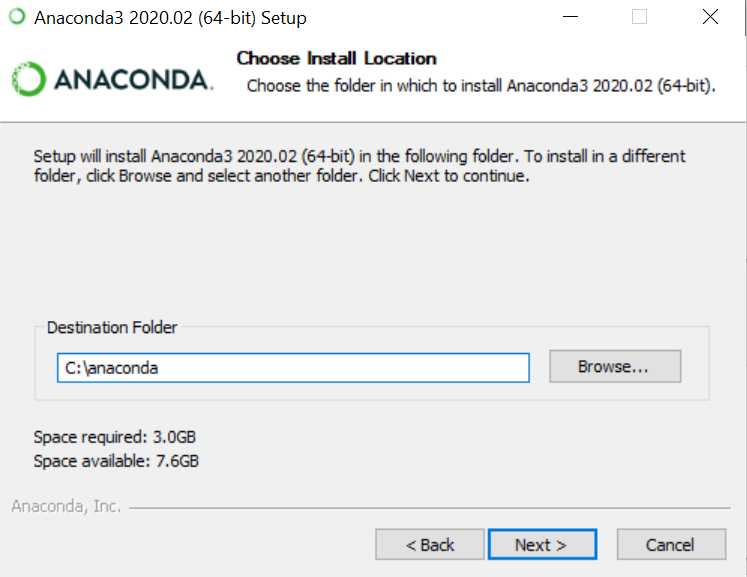 Anaconda3 2020.02 (64-bit) Setup
Choose Install Location
ANACONDA.
Choose the folder in which to install Anaconda3 2020.02 (64-bit).
Setup will install Anaconda3 2020.02 (64-bit) in the following folder. To install in a different
folder, click Browse and select another folder. Click Next to continue.
Destination Folder
C:\anaconda
Browse...
Space required: 3.0GB
Space available: 7.6GB
Anaconda, Inc.
< Back
Next >
Cancel